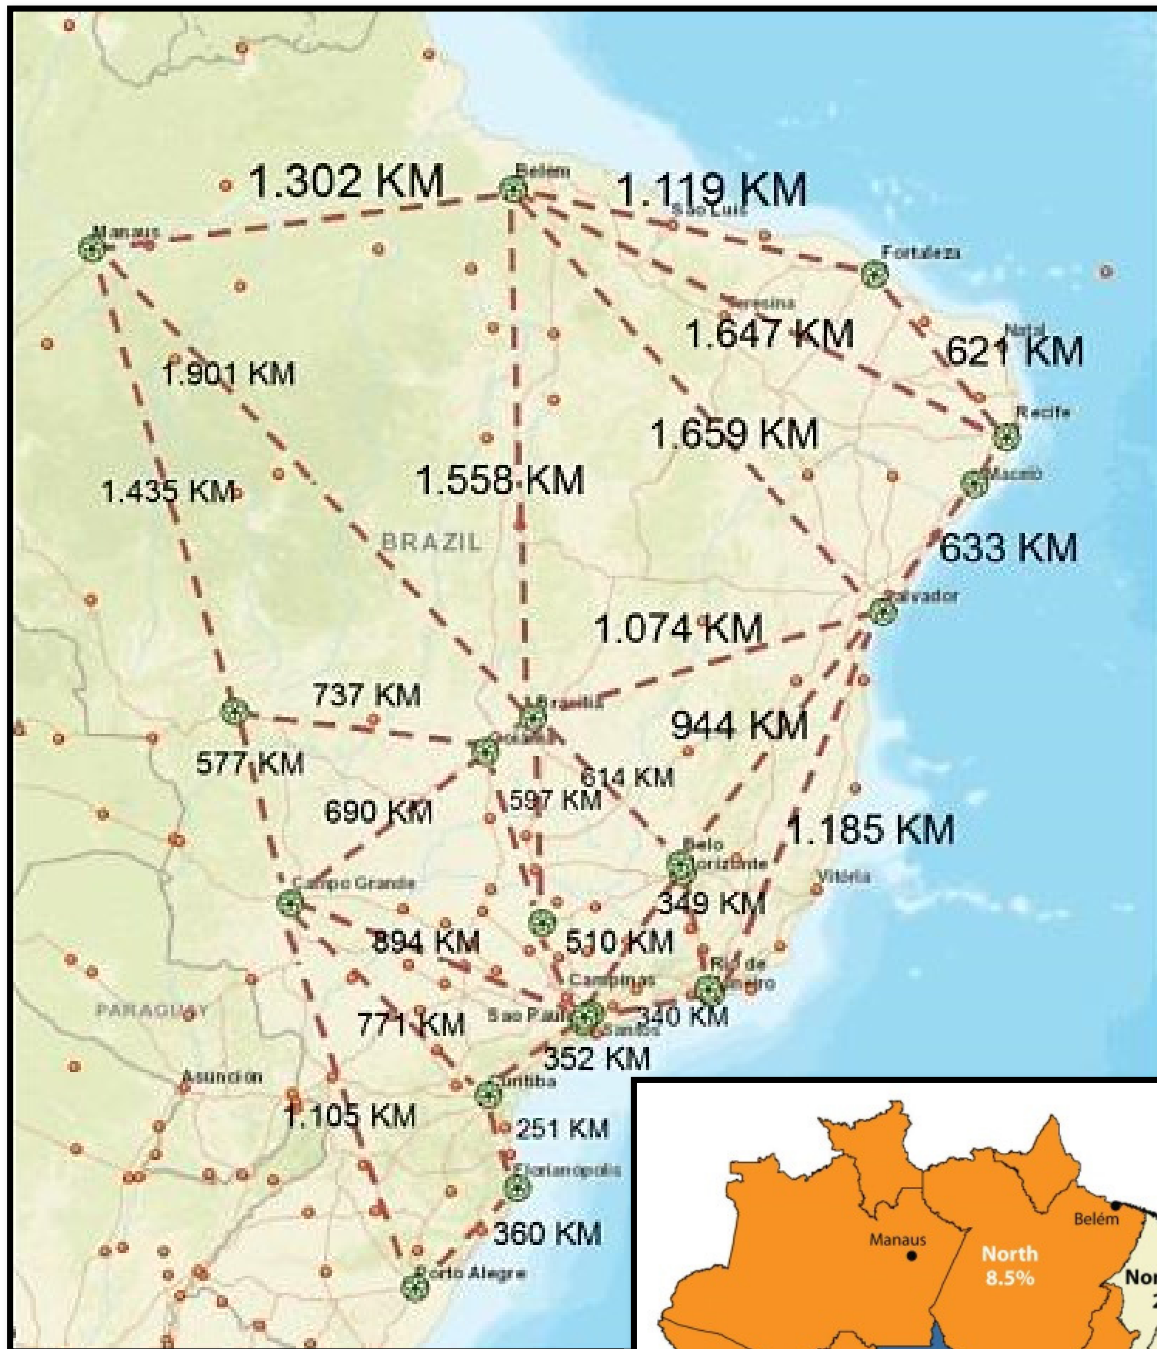 Belém
1.302 KM
1.119 KM
São Luís
Manaus
Fortaleza
Teresina
1.647 KM
Natal
621 KM
1.901 KM
Recife
1.659 KM
1.435 KM
1.558 KM
Maceió
BRAZIL
633 KM
Salvador
1.074 KM
737 KM
Brasília
Goiânia
944 KM
577 KM
614 KM
690 KM
597 KM
1.185 KM
Belo
Horizonte
Vitória
Campo Grande
349 KM
894 KM
510 KM
Rio de
Janeiro
Campinas
PARAGUAY
Sao Paulo
340 KM
Santos
771 KM
352 KM
Asunción
Curitiba
1.105 KM
251 KM
Florianópolis
360 KM
Porto Alegre
Belém
Manaus
North
8.5%
Nor
2